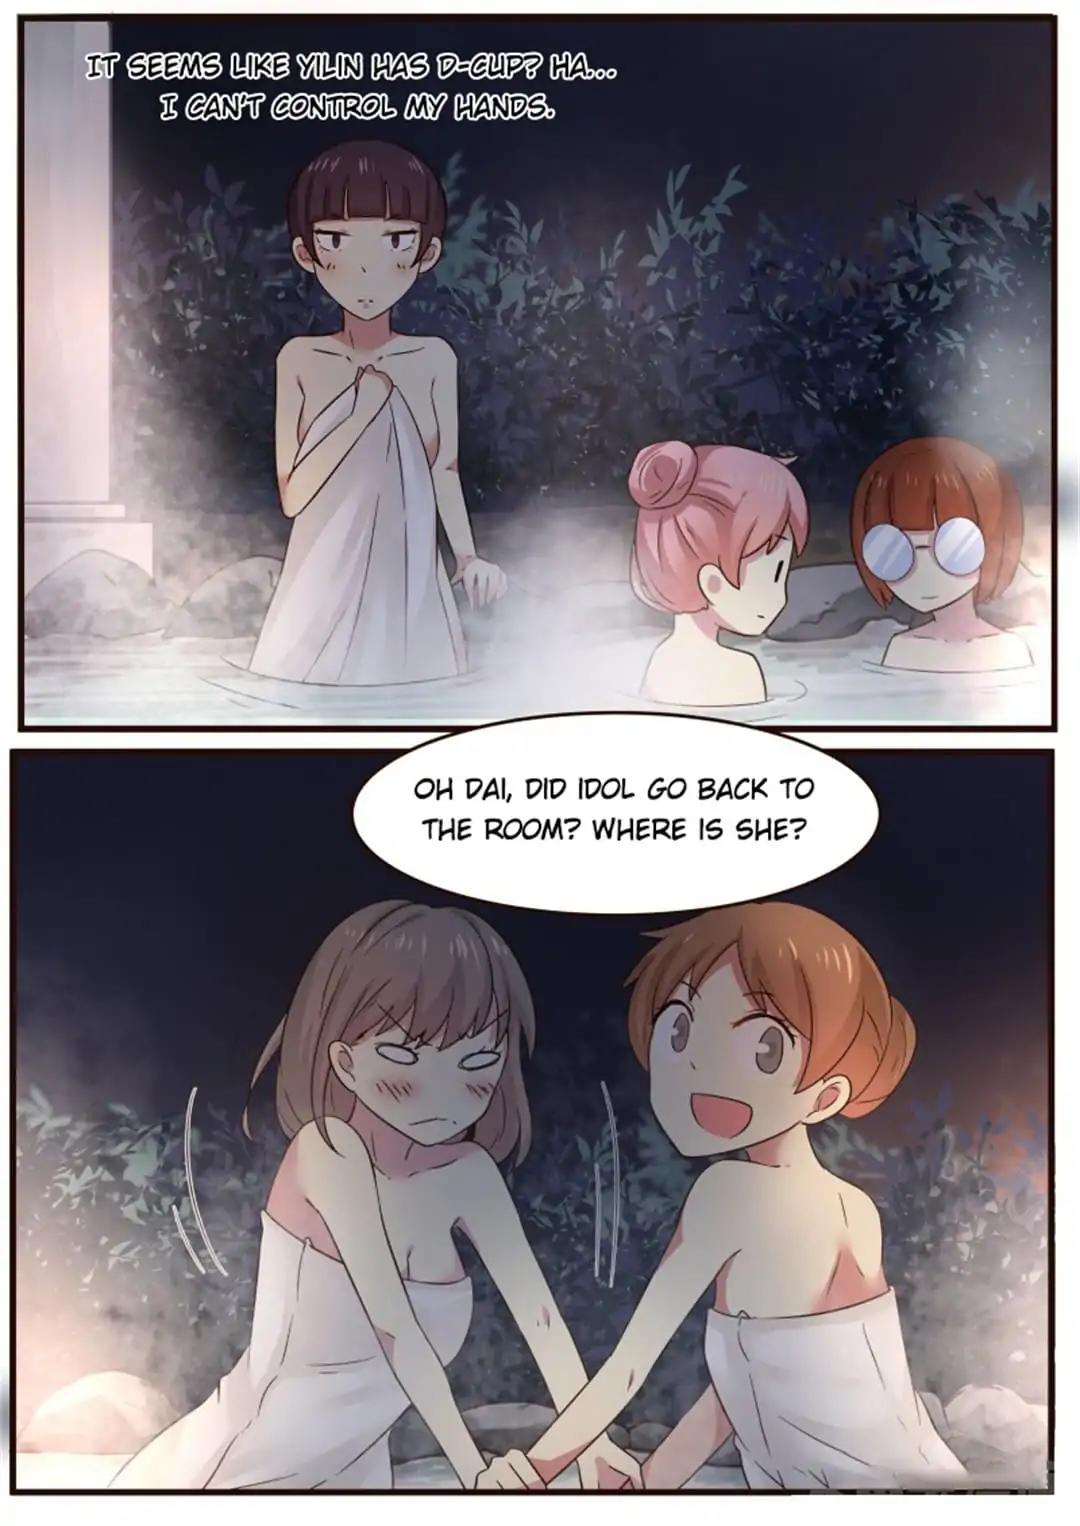 IT SEEMS LIKE YILIN HAS D-CUP? HA...
I CAN'T CONTROL MY HANDS.
OH DAI, DID IDOL GO BACK TO
THE ROOM? WHERE IS SHE?